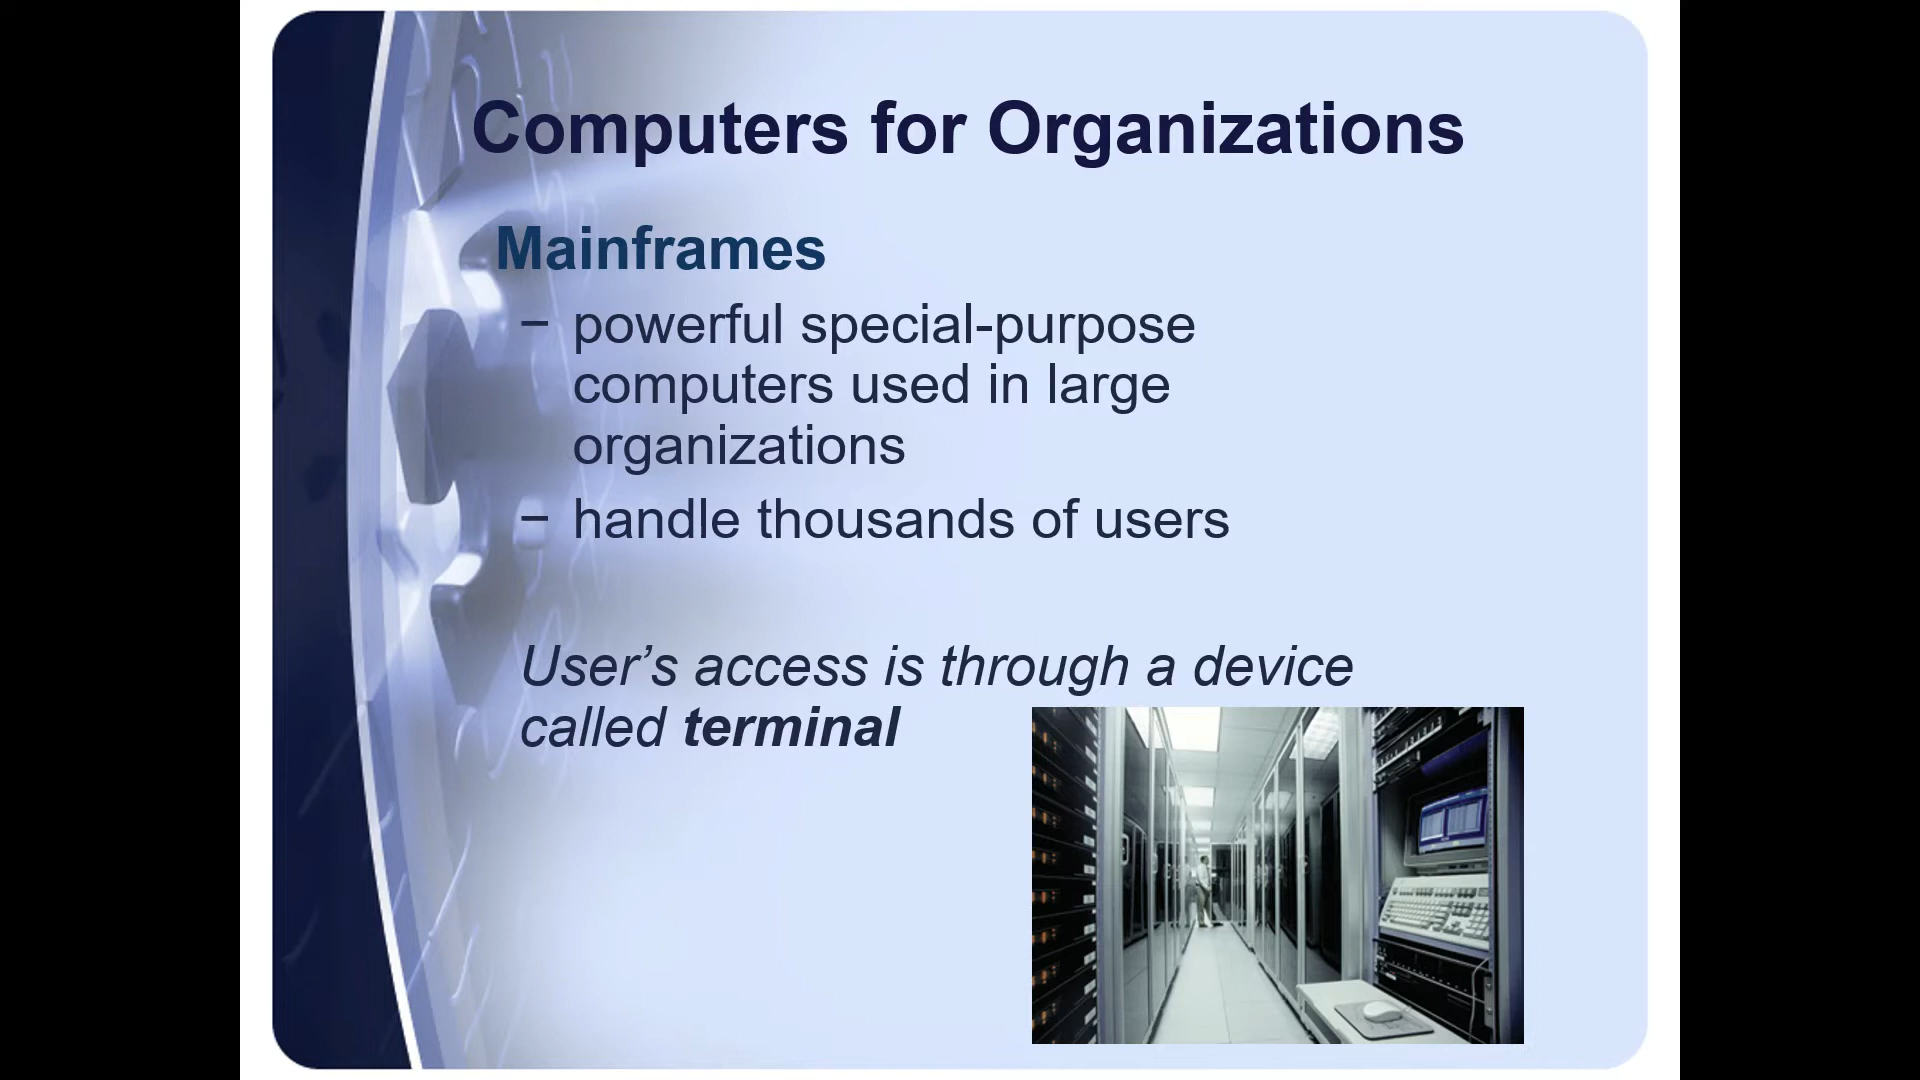 Computers for Organizations
Mainframes
− powerful special-purpose
computers used in large
organizations
− handle thousands of users
User’s access is through a device
called terminal